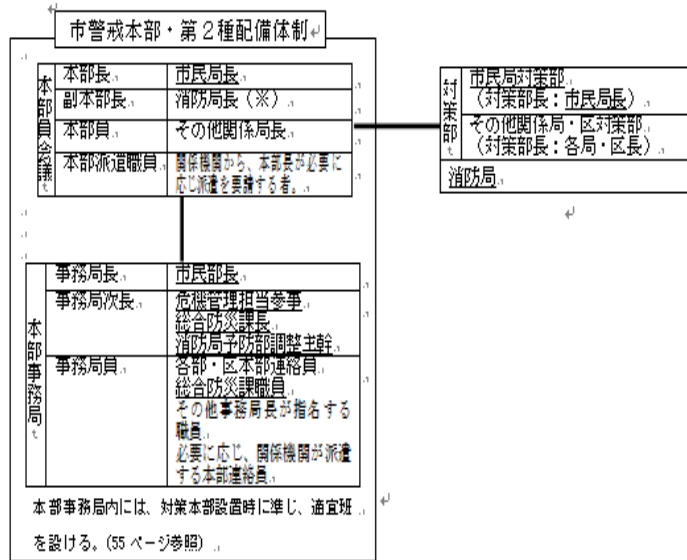 市警戒本部・第２種配備体制
本部員会議
本部長
市民局長
副本部長
消防局長（※）
本部員
その他関係局長
本部派遣職員
関係機関から、本部長が必要に
応じ派遣を要請する者。
対策部
市民局対策部
（対策部長：市民局長）
その他関係局・区対策部
（対策部長：各局・区長）
消防局
本部事務局
事務局長
市民部長
事務局次長
危機管理担当参事
総合防災課長
消防局予防部調整主幹
事務局員
各部・区本部連絡員
総合防災課職員
その他事務局長が指名する
職員
必要に応じ、関係機関が派遣
する本部連絡員
本部事務局内には、対策本部設置時に準じ、適宜班
を設ける。(55 ページ参照)